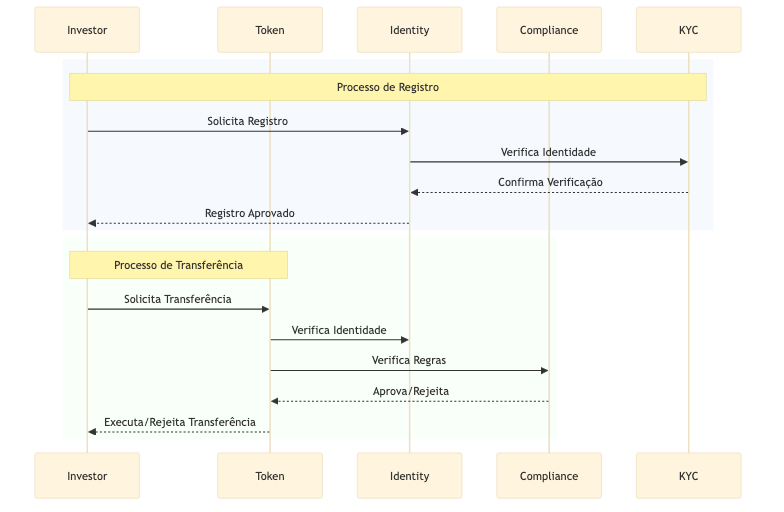 Investor
Token
Identity
Compliance
KYC
Processo de Registro
Solicita Registro
Verifica Identidade
Confirma Verificação
Registro Aprovado
Processo de Transferência
Solicita Transferência
Verifica Identidade
Verifica Regras
Aprova/Rejeita
Executa/Rejeita Transferência
Investor
Token
Identity
Compliance
KYC